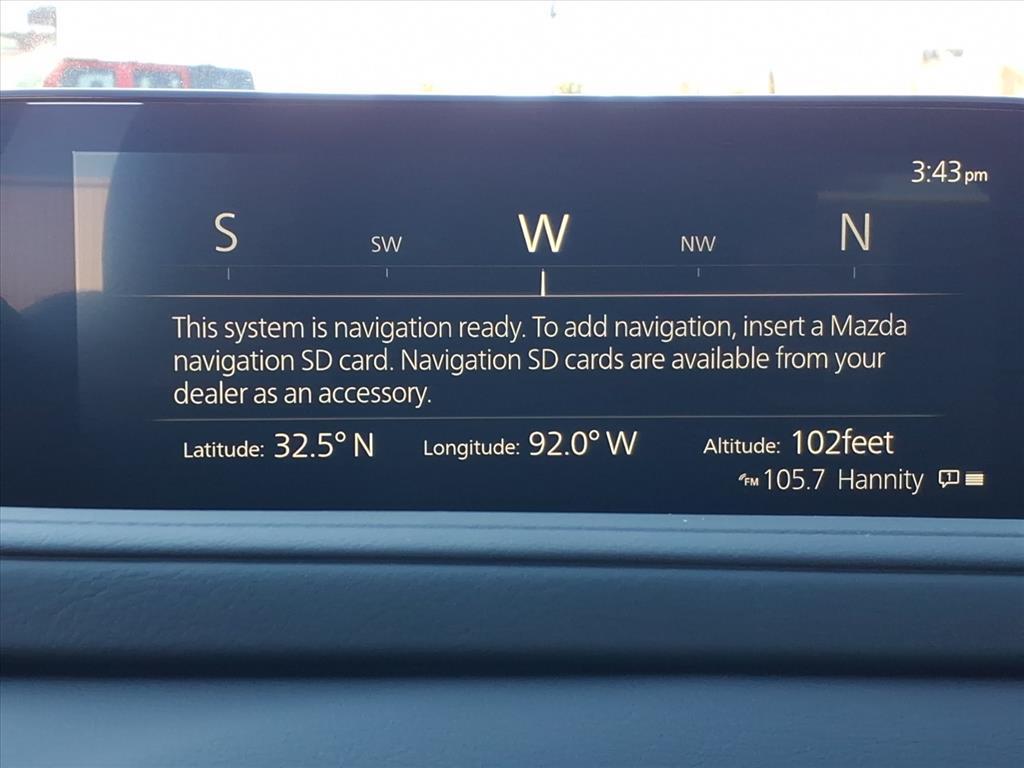 3:43pm
S SW W NW N
This system is navigation ready. To add navigation, insert a Mazda
navigation SD card. Navigation SD cards are available from your
dealer as an accessory.
Latitude: 32.5° N Longitude: 92.0° W Altitude: 102feet
FM 105.7 Hannity 1